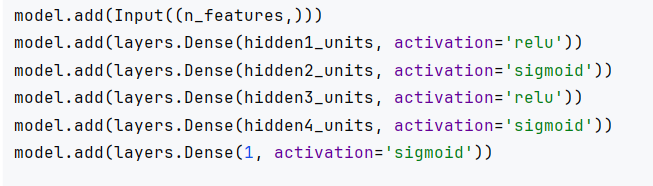 model.add(Input((n_features,)))
model.add(layers.Dense(hidden1_units, activation='relu'))
model.add(layers.Dense(hidden2_units, activation='sigmoid'))
model.add(layers.Dense(hidden3_units, activation='relu'))
model.add(layers.Dense(hidden4_units, activation='sigmoid'))
model.add(layers.Dense(1, activation='sigmoid'))